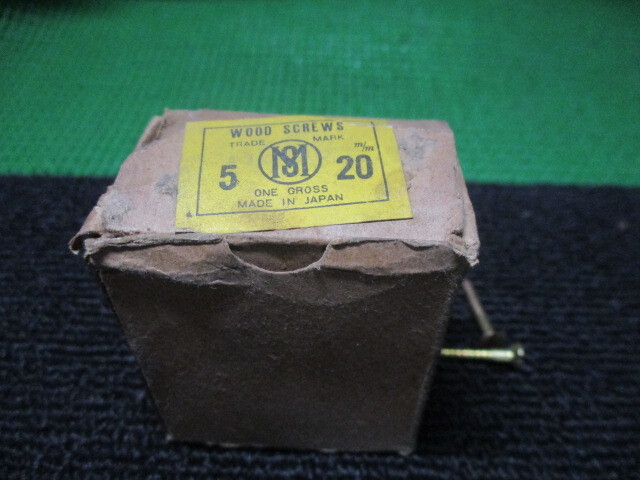 WOOD SCREWS
TRADE MARK
5 20 m/m
ONE GROSS
MADE IN JAPAN